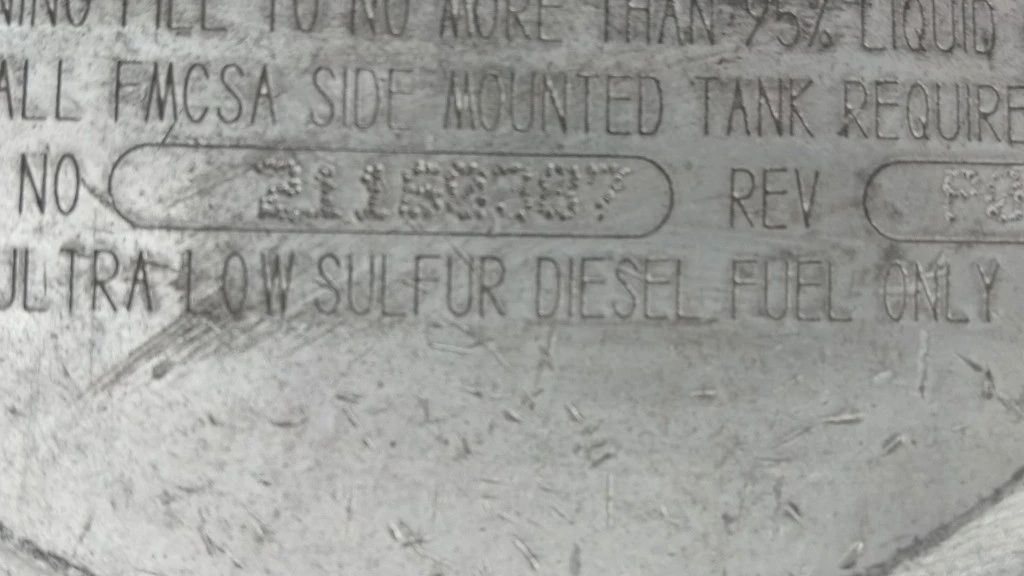 NING FILL TO NO MORE THAN 95% LIQUID
ALL FMCSA SIDE MOUNTED TANK REQUIRE
NO REV
ULTRA LOW SULFUR DIESEL FUEL ONLY